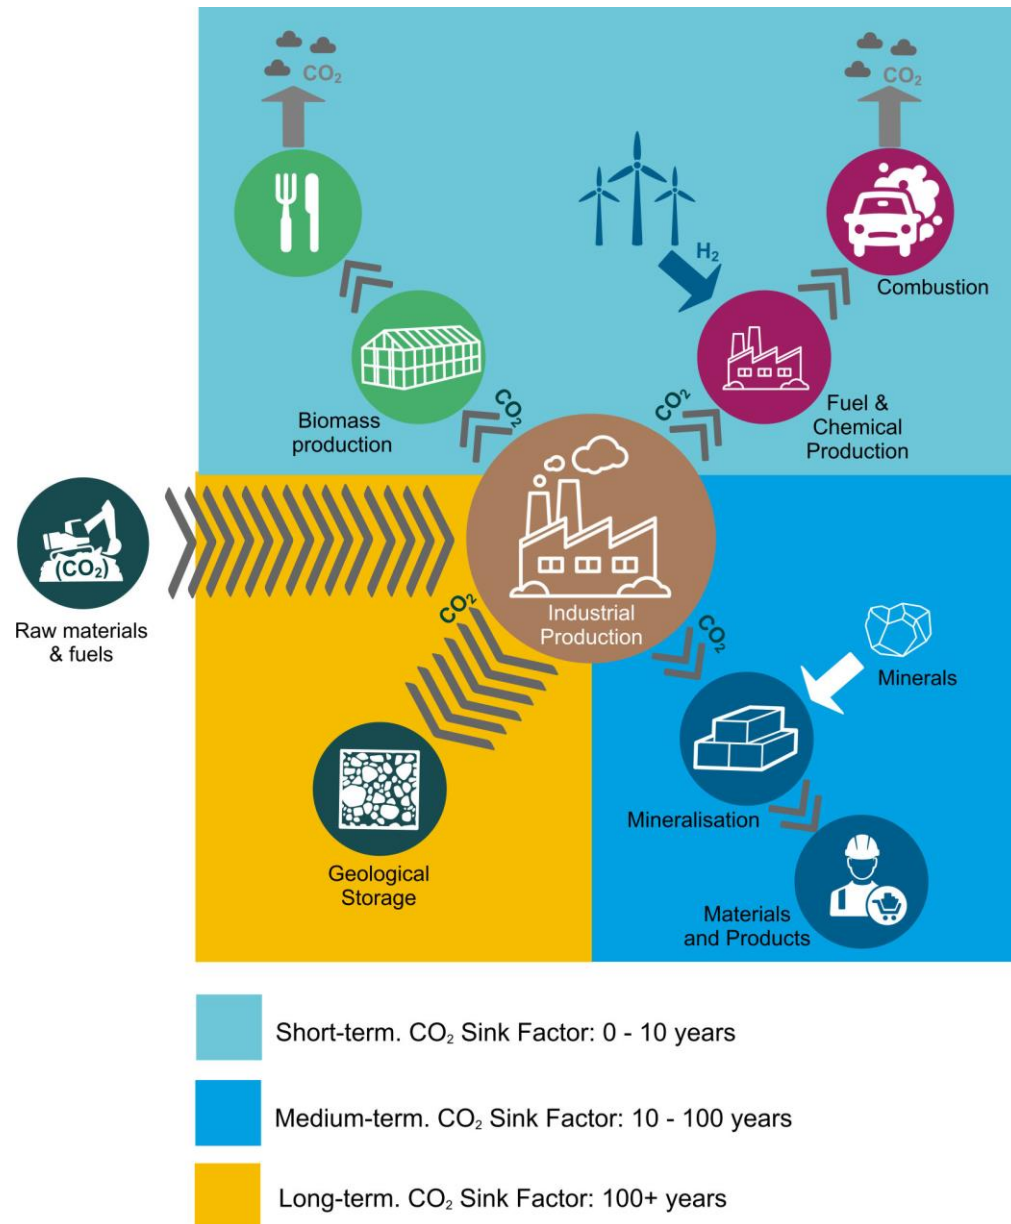 CO₂
CO₂
H₂
Combustion
CO₂
CO₂
Biomass
production
Fuel &
Chemical
Production
(CO₂)
Raw materials
& fuels
Industrial
Production
CO₂
CO₂
Minerals
Mineralisation
Geological
Storage
Materials
and Products
Short-term. CO₂ Sink Factor: 0 - 10 years
Medium-term. CO₂ Sink Factor: 10 - 100 years
Long-term. CO₂ Sink Factor: 100+ years